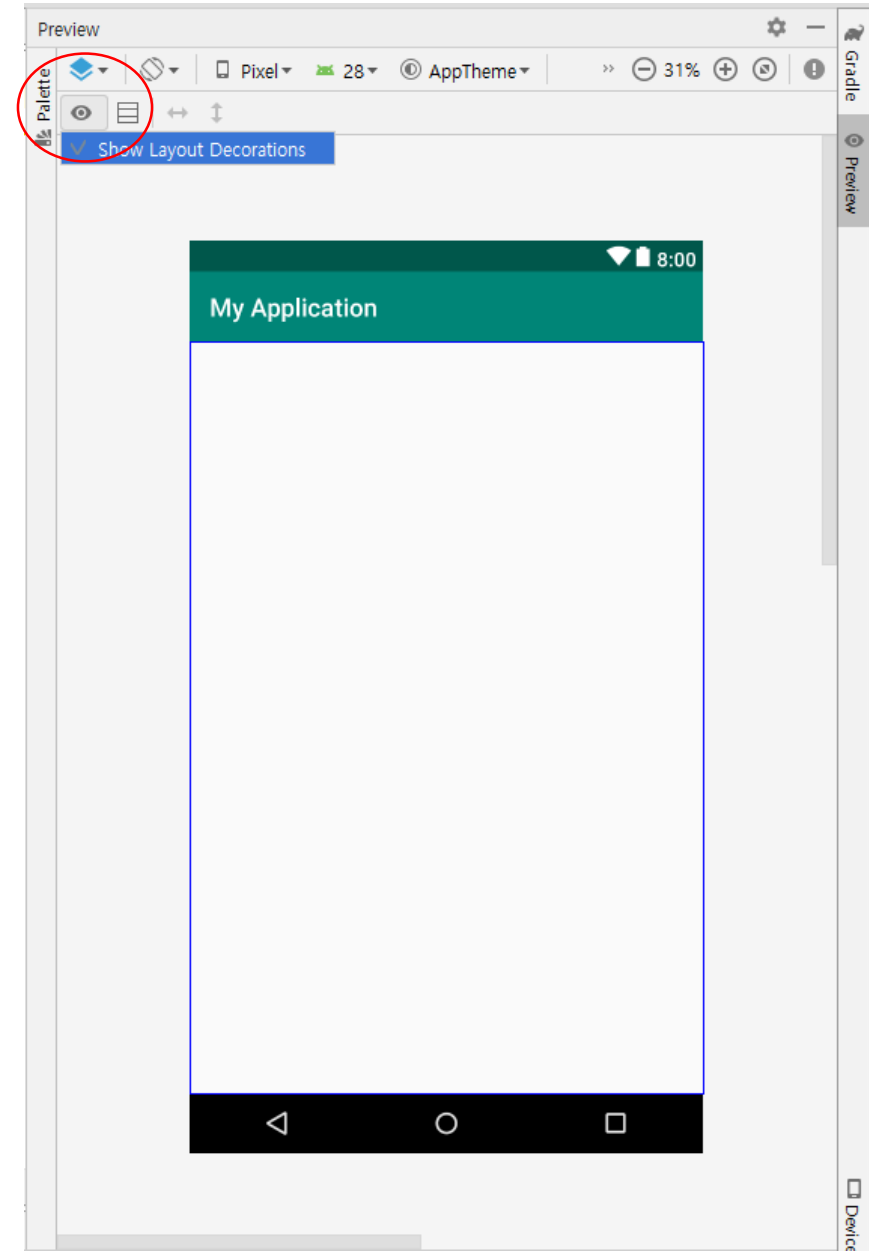 Preview
Pixel
28
AppTheme
31%
Palette
Show Layout Decorations
8:00
My Application
Gradle
Preview
Device